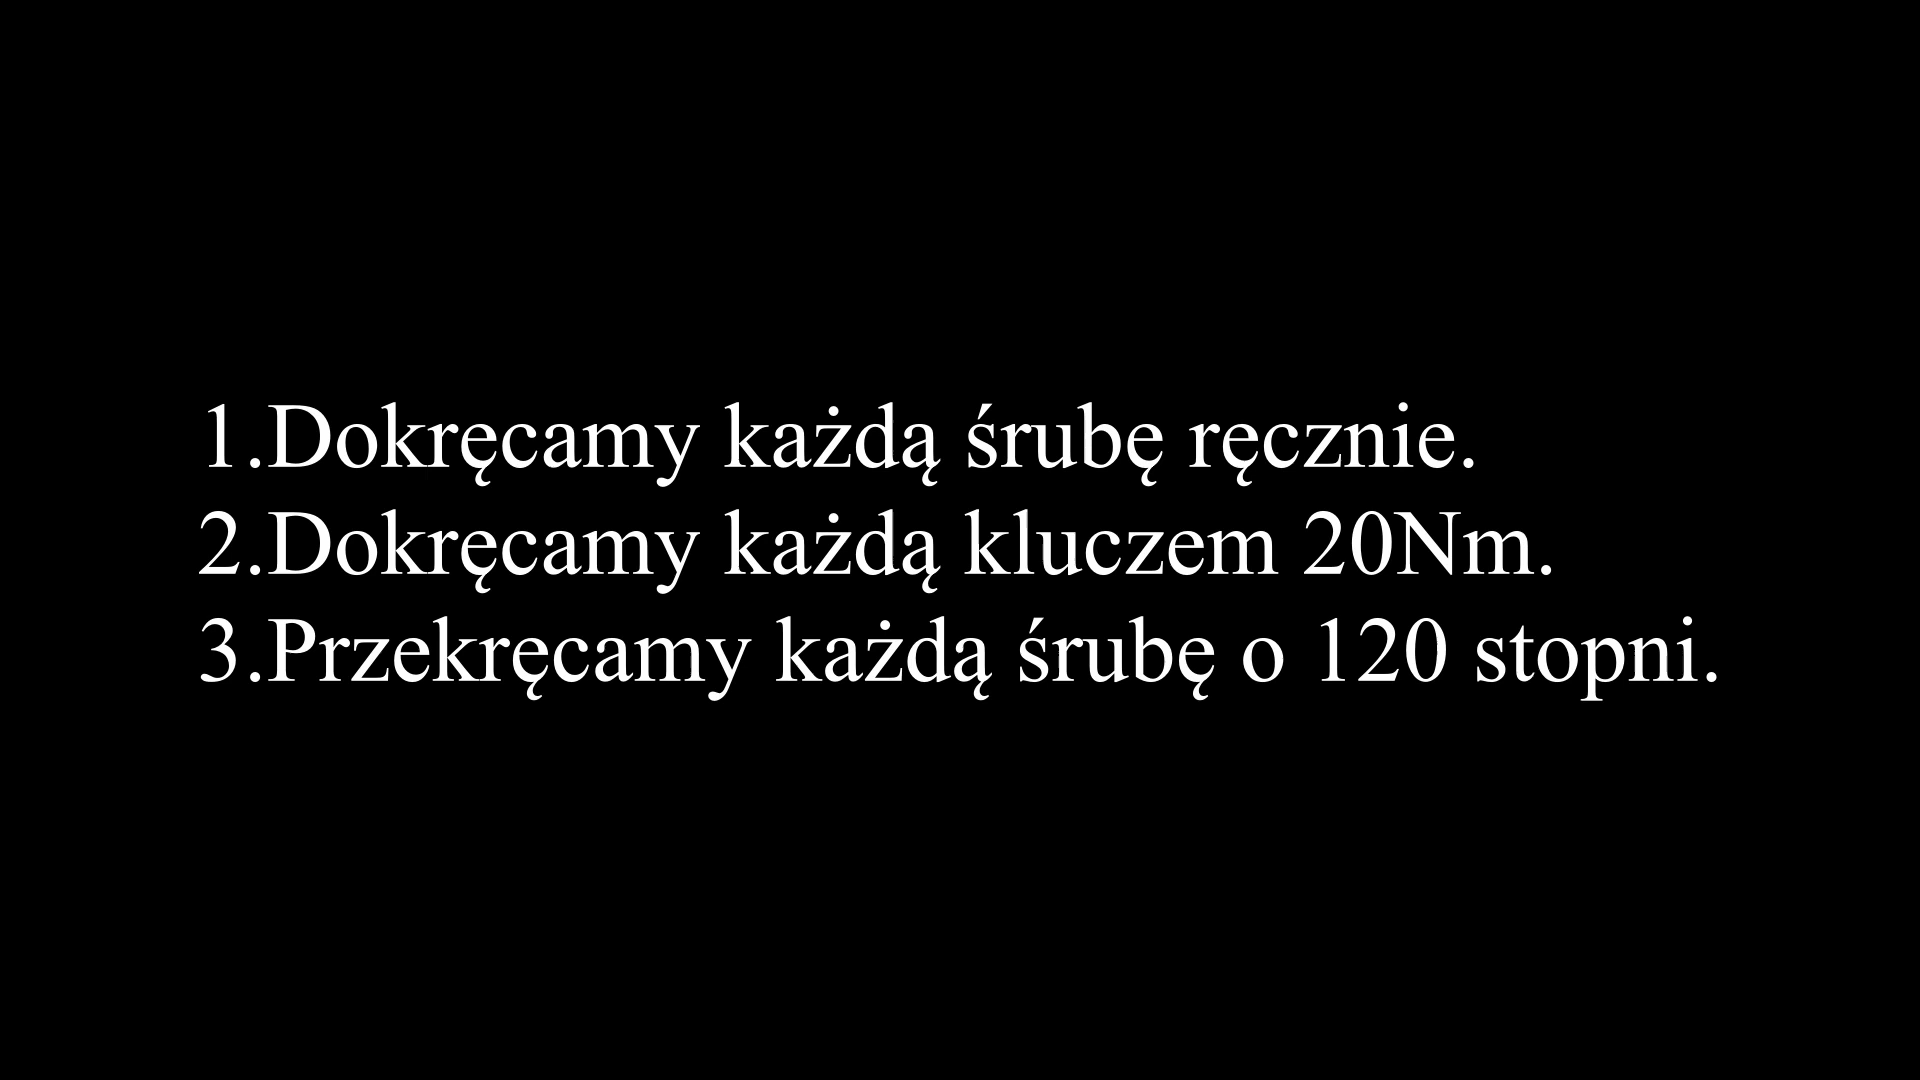 1.Dokręcamy każdą śrubę ręcznie.
2.Dokręcamy każdą kluczem 20Nm.
3.Przekręcamy każdą śrubę o 120 stopni.